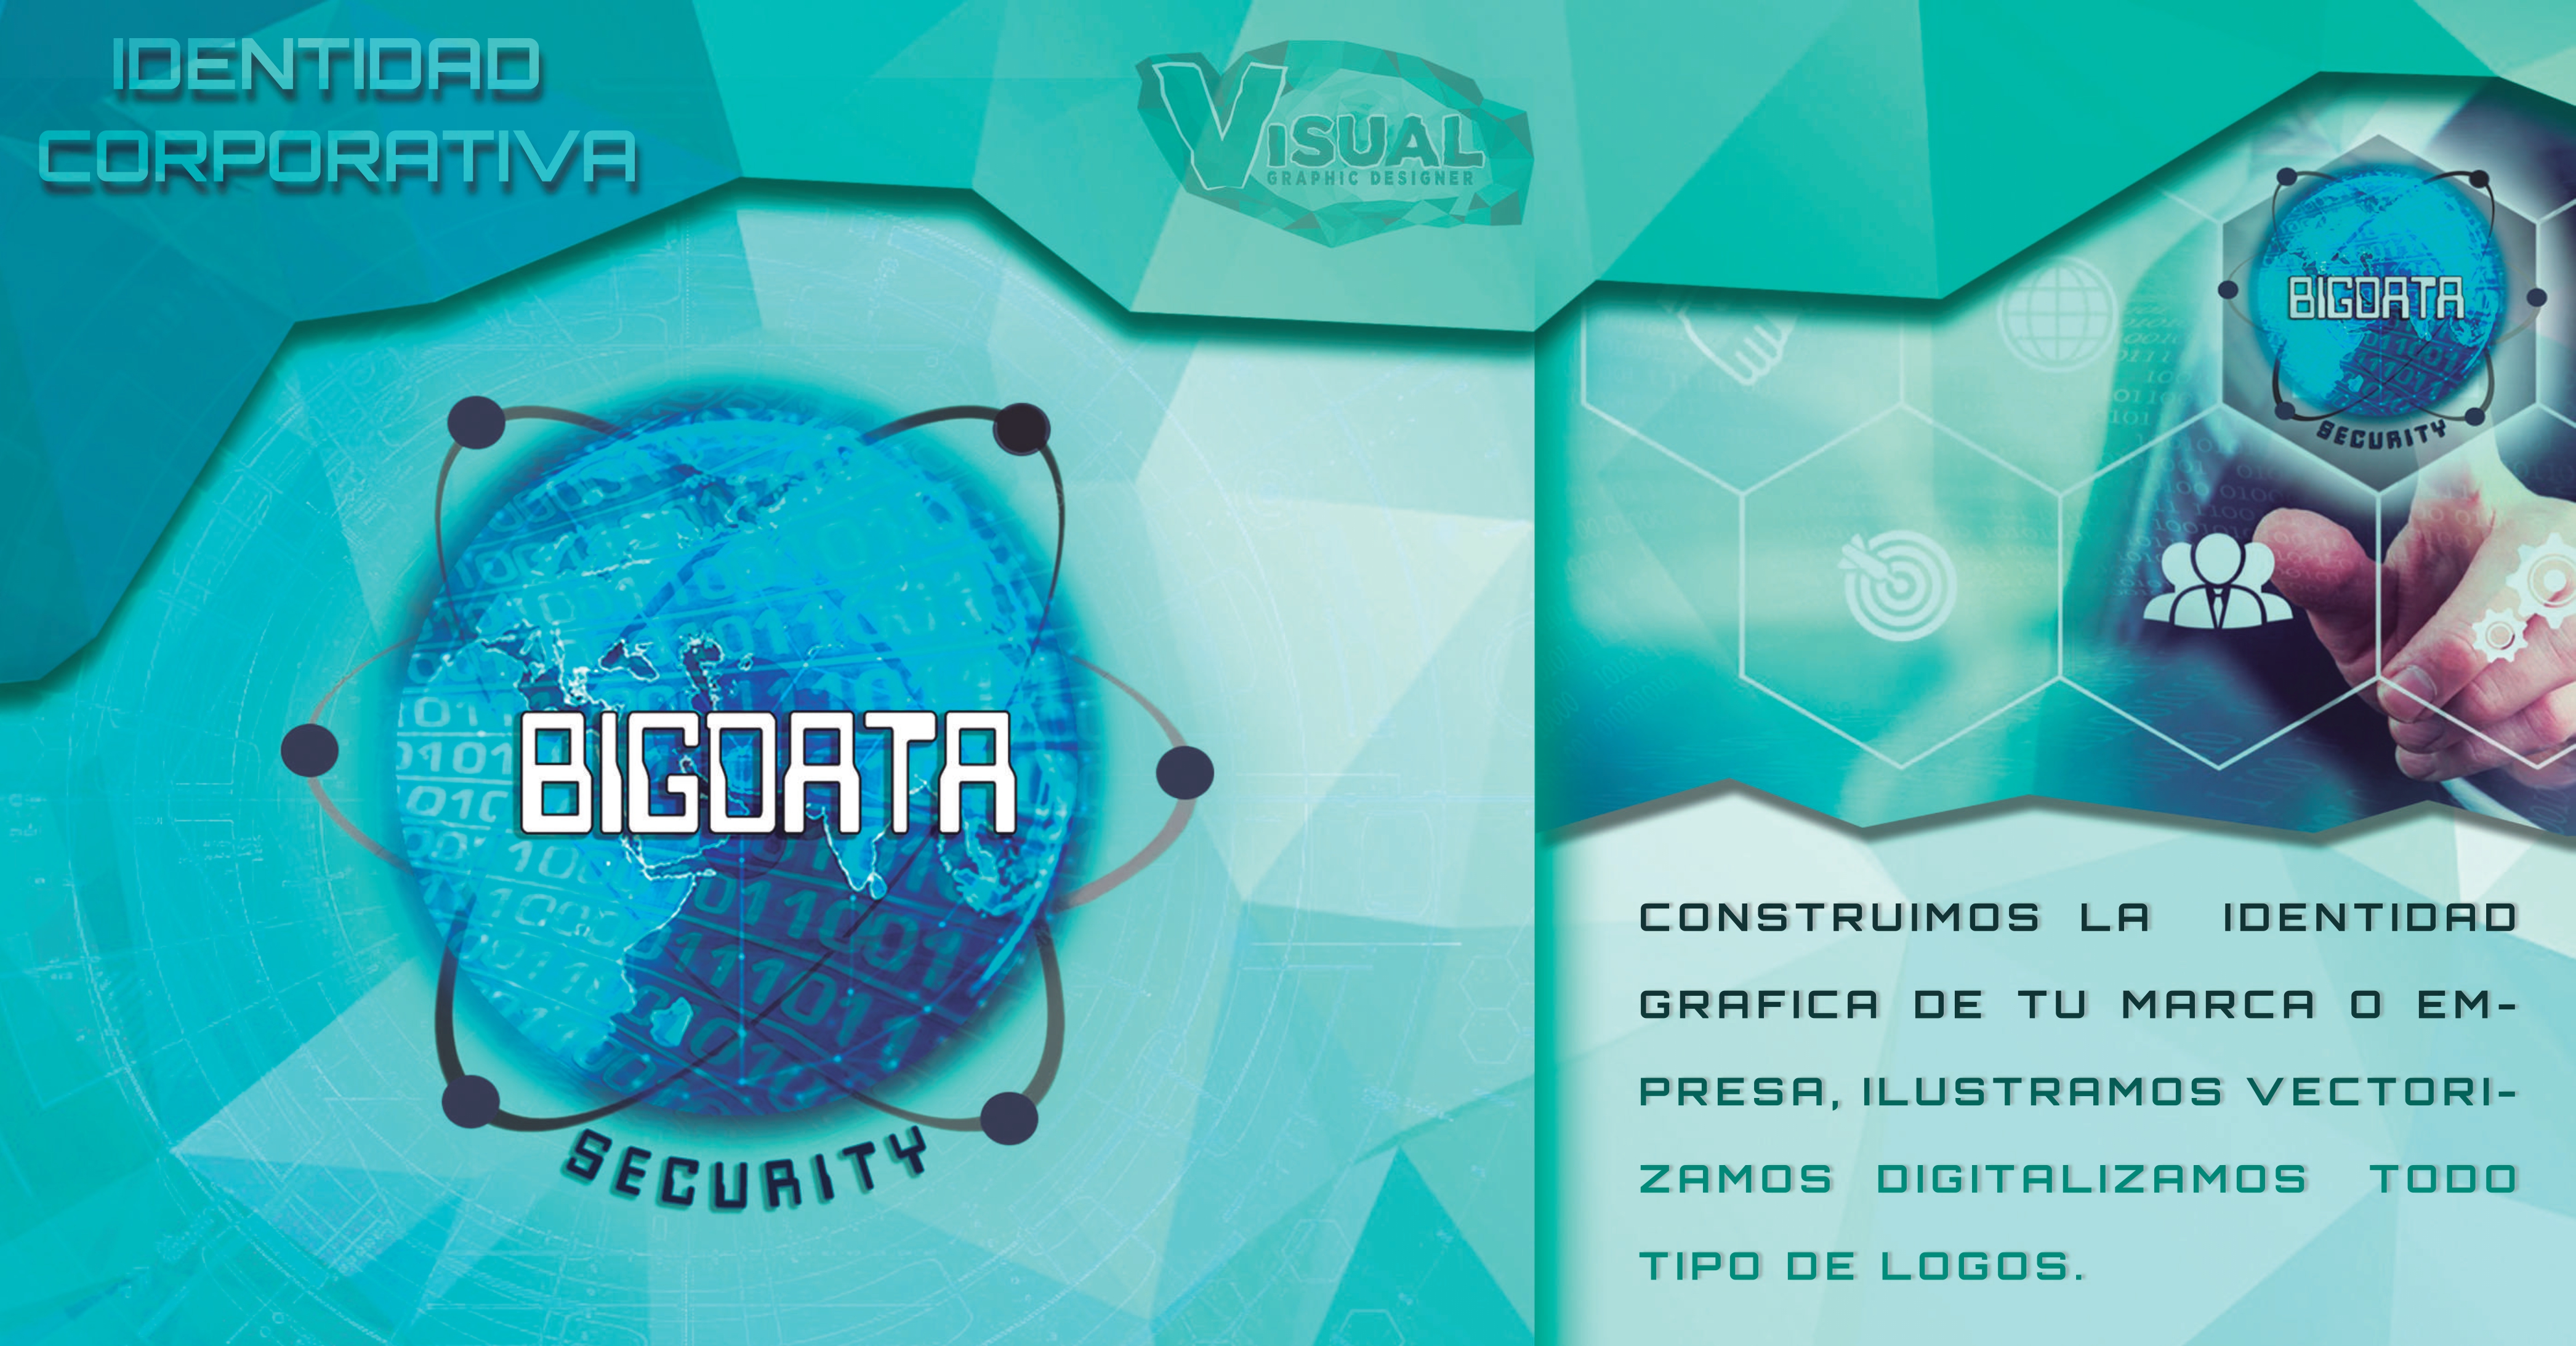 IDENTIDAD
CORPORATIVA
VISUAL
GRAPHIC DESIGNER
BIGDATA
SECURITY
BIGDATA
SECURITY
CONSTRUIMOS LA IDENTIDAD
GRAFICA DE TU MARCA O EM-
PRESA, ILUSTRAMOS VECTORI-
ZAMOS DIGITALIZAMOS TODO
TIPO DE LOGOS.